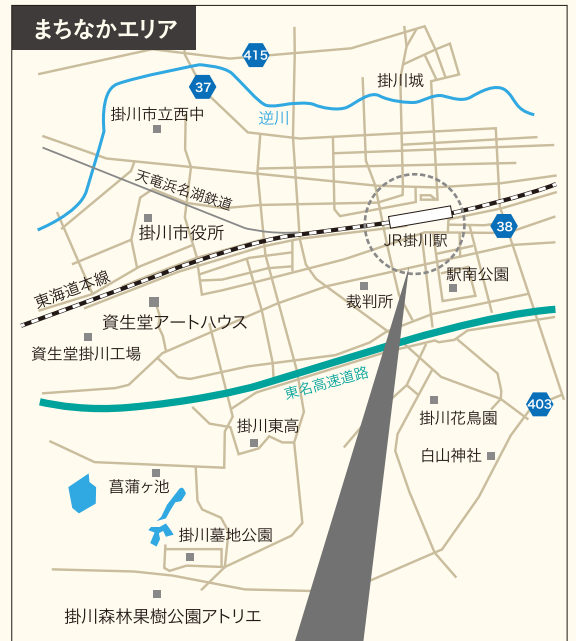 まちなかエリア
415
37
掛川城
掛川市立西中
逆川
天竜浜名湖鉄道
掛川市役所
38
JR掛川駅
東海道本線
駅南公園
裁判所
資生堂アートハウス
資生堂掛川工場
東名高速道路
403
掛川花鳥園
掛川東高
白山神社
菖蒲ヶ池
掛川墓地公園
掛川森林果樹公園アトリエ